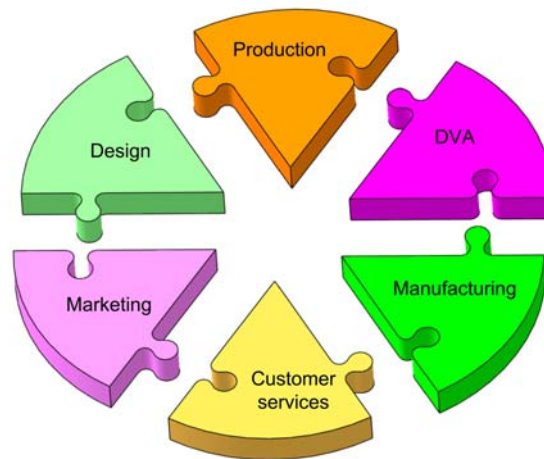 Production
Design
DVA
Marketing
Manufacturing
Customer
services